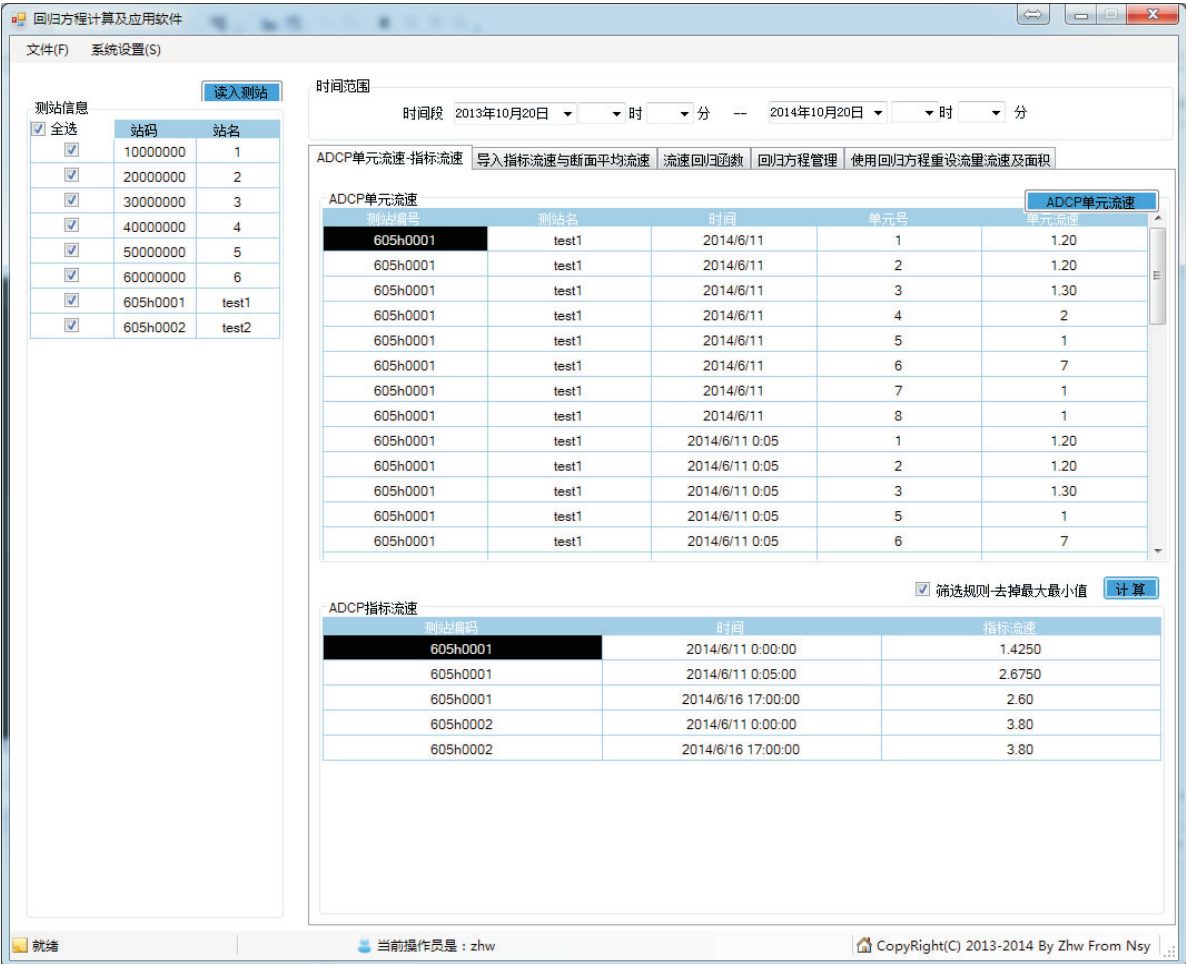 回归方程计算及应用软件
文件(F) 系统设置(S)
读入测站
测站信息
全选 站码 站名
10000000 1
20000000 2
30000000 3
40000000 4
50000000 5
60000000 6
605h0001 test1
605h0002 test2
时间范围
时间段 2013年10月20日 时 分 -- 2014年10月20日 时 分
ADCP单元流速-指标流速 导入指标流速与断面平均流速 流速回归函数 回归方程管理 使用回归方程重设流量流速及面积
ADCP单元流速
ADCP单元流速
测站编号 测站名 时间 单元号 单元流速
605h0001 test1 2014/6/11 1 1.20
605h0001 test1 2014/6/11 2 1.20
605h0001 test1 2014/6/11 3 1.30
605h0001 test1 2014/6/11 4 2
605h0001 test1 2014/6/11 5 1
605h0001 test1 2014/6/11 6 7
605h0001 test1 2014/6/11 7 1
605h0001 test1 2014/6/11 8 1
605h0001 test1 2014/6/11 0:05 1 1.20
605h0001 test1 2014/6/11 0:05 2 1.20
605h0001 test1 2014/6/11 0:05 3 1.30
605h0001 test1 2014/6/11 0:05 5 1
605h0001 test1 2014/6/11 0:05 6 7
筛选规则-去掉最大最小值 计算
ADCP指标流速
测站编码 时间 指标流速
605h0001 2014/6/11 0:00:00 1.4250
605h0001 2014/6/11 0:05:00 2.6750
605h0001 2014/6/16 17:00:00 2.60
605h0002 2014/6/11 0:00:00 3.80
605h0002 2014/6/16 17:00:00 3.80
就绪 当前操作员是：zhw CopyRight(C) 2013-2014 By Zhw From Nsy